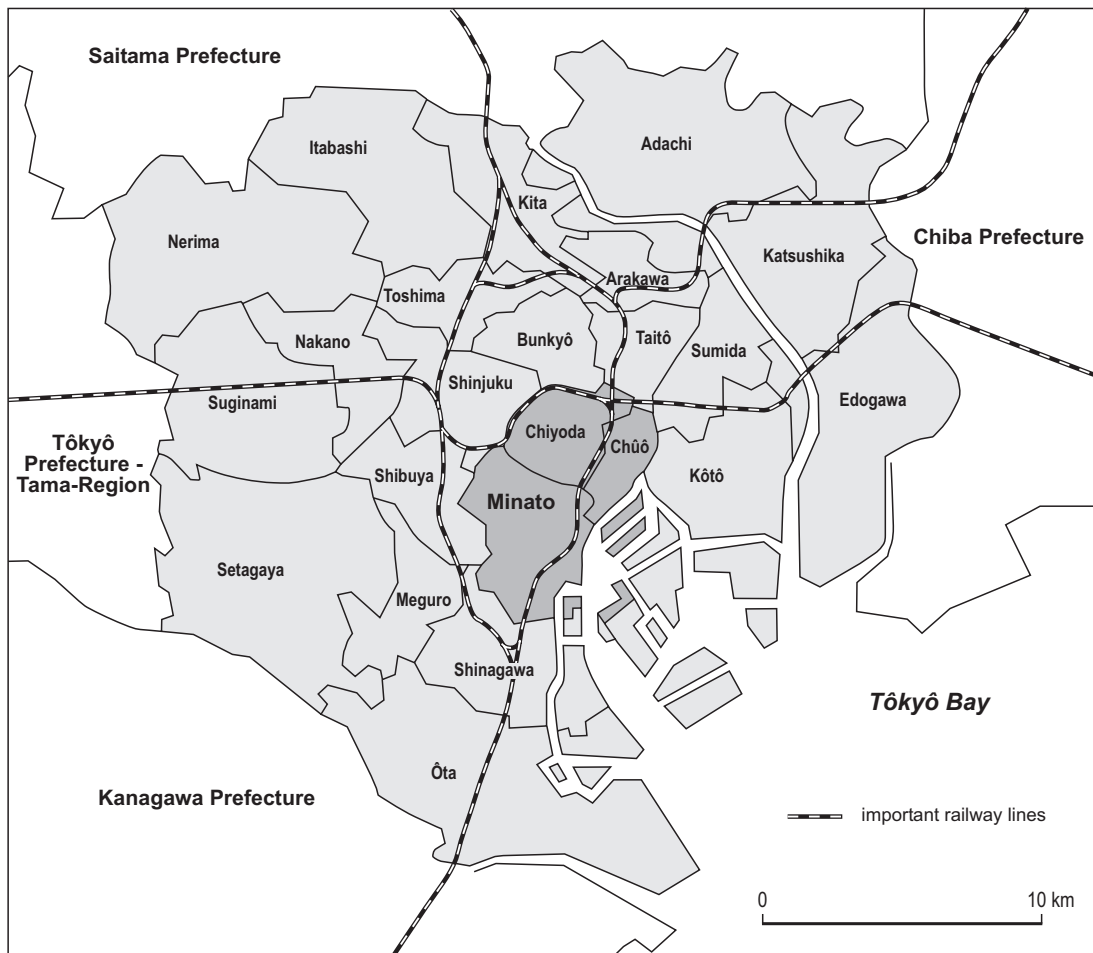 Saitama Prefecture
Adachi
Itabashi
Kita
Nerima
Chiba Prefecture
Katsushika
Arakawa
Toshima
Nakano
Bunkyô
Taitô
Sumida
Shinjuku
Suginami
Edogawa
Chiyoda
Chûô
Tôkyô
Prefecture -
Tama-Region
Shibuya
Kôtô
Minato
Setagaya
Meguro
Shinagawa
Tôkyô Bay
Ôta
Kanagawa Prefecture
important railway lines
0
10 km